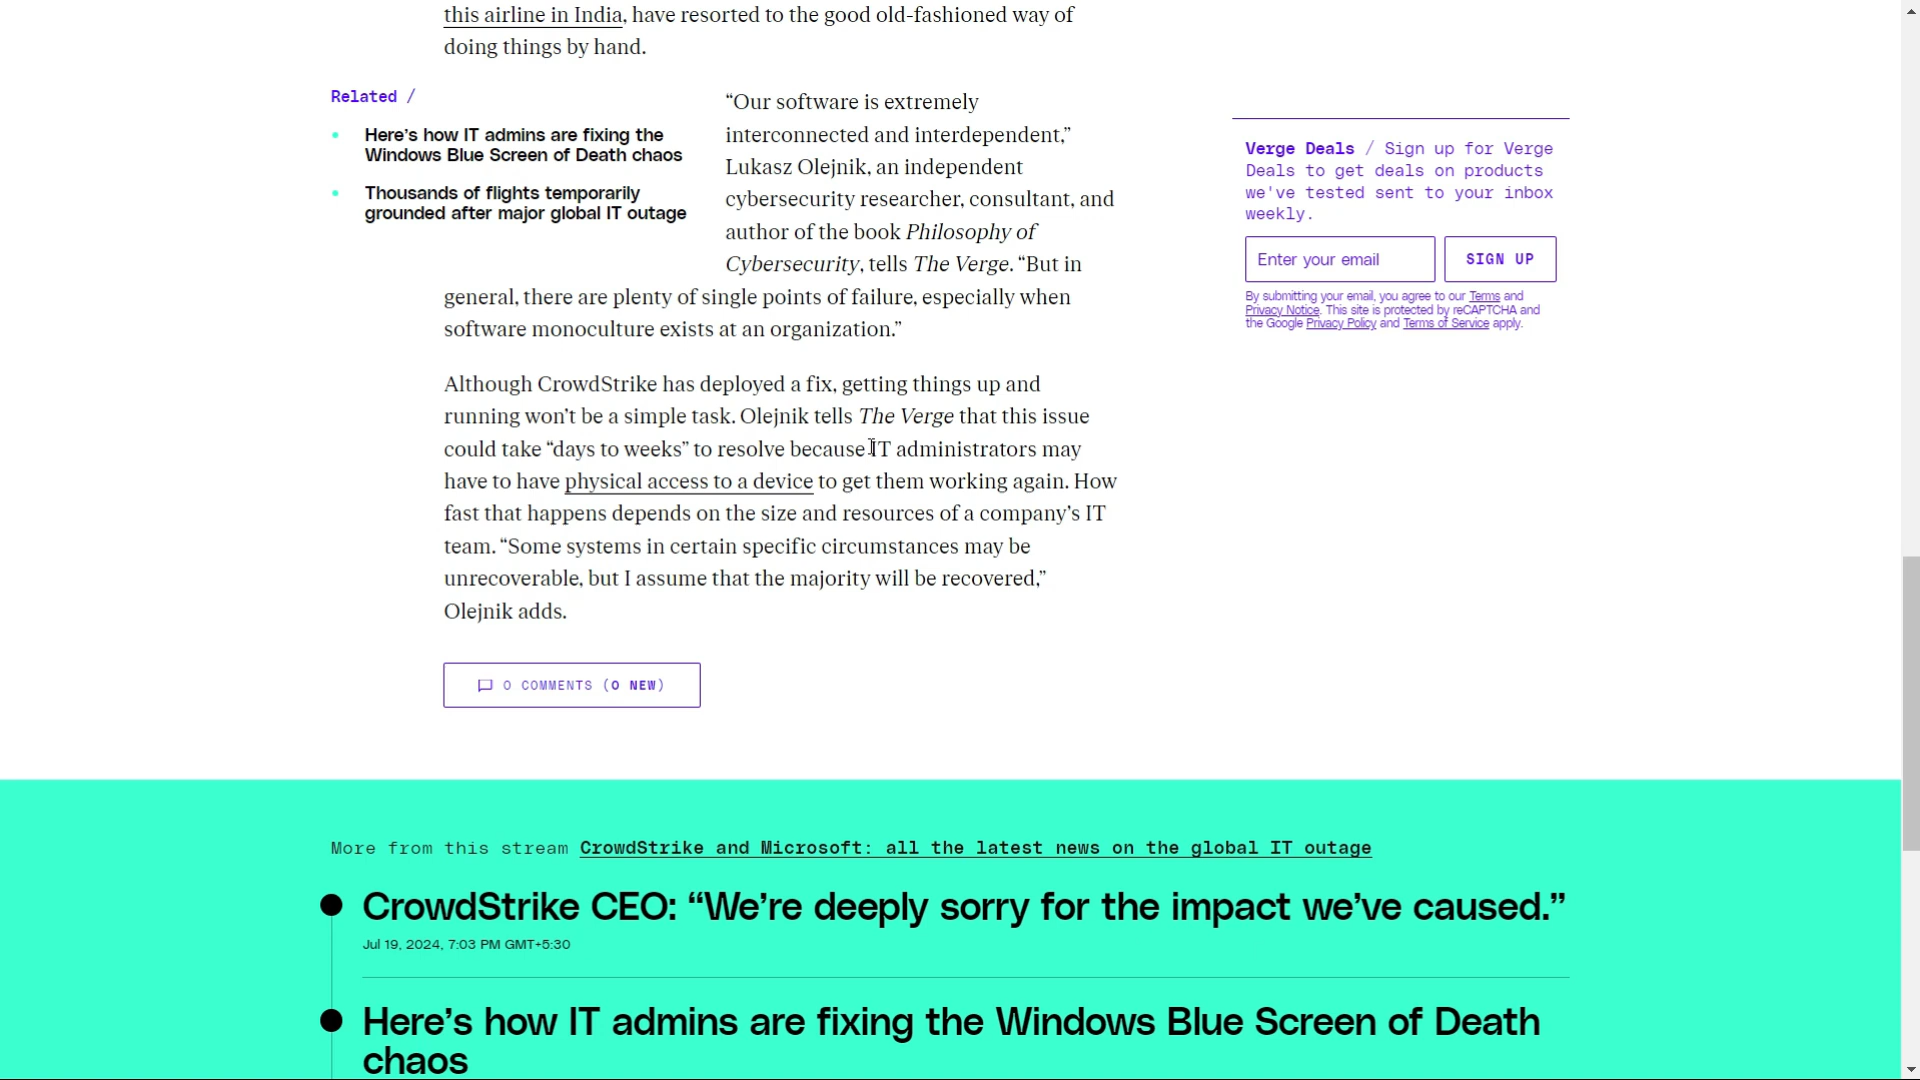 this airline in India, have resorted to the good old-fashioned way of
doing things by hand.
Related /
Here’s how IT admins are fixing the
Windows Blue Screen of Death chaos
Thousands of flights temporarily
grounded after major global IT outage
“Our software is extremely
interconnected and interdependent,”
Lukasz Olejnik, an independent
cybersecurity researcher, consultant, and
author of the book Philosophy of
Cybersecurity, tells The Verge. “But in
general, there are plenty of single points of failure, especially when
software monoculture exists at an organization.”
Although CrowdStrike has deployed a fix, getting things up and
running won’t be a simple task. Olejnik tells The Verge that this issue
could take “days to weeks” to resolve because IT administrators may
have to have physical access to a device to get them working again. How
fast that happens depends on the size and resources of a company’s IT
team. “Some systems in certain specific circumstances may be
unrecoverable, but I assume that the majority will be recovered,”
Olejnik adds.
0 COMMENTS (0 NEW)
Verge Deals / Sign up for Verge
Deals to get deals on products
we've tested sent to your inbox
weekly.
Enter your email
SIGN UP
By submitting your email, you agree to our Terms and
Privacy Notice. This site is protected by reCAPTCHA and
the Google Privacy Policy and Terms of Service apply.
More from this stream CrowdStrike and Microsoft: all the latest news on the global IT outage
CrowdStrike CEO: “We’re deeply sorry for the impact we’ve caused.”
Jul 19, 2024, 7:03 PM GMT+5:30
Here’s how IT admins are fixing the Windows Blue Screen of Death
chaos